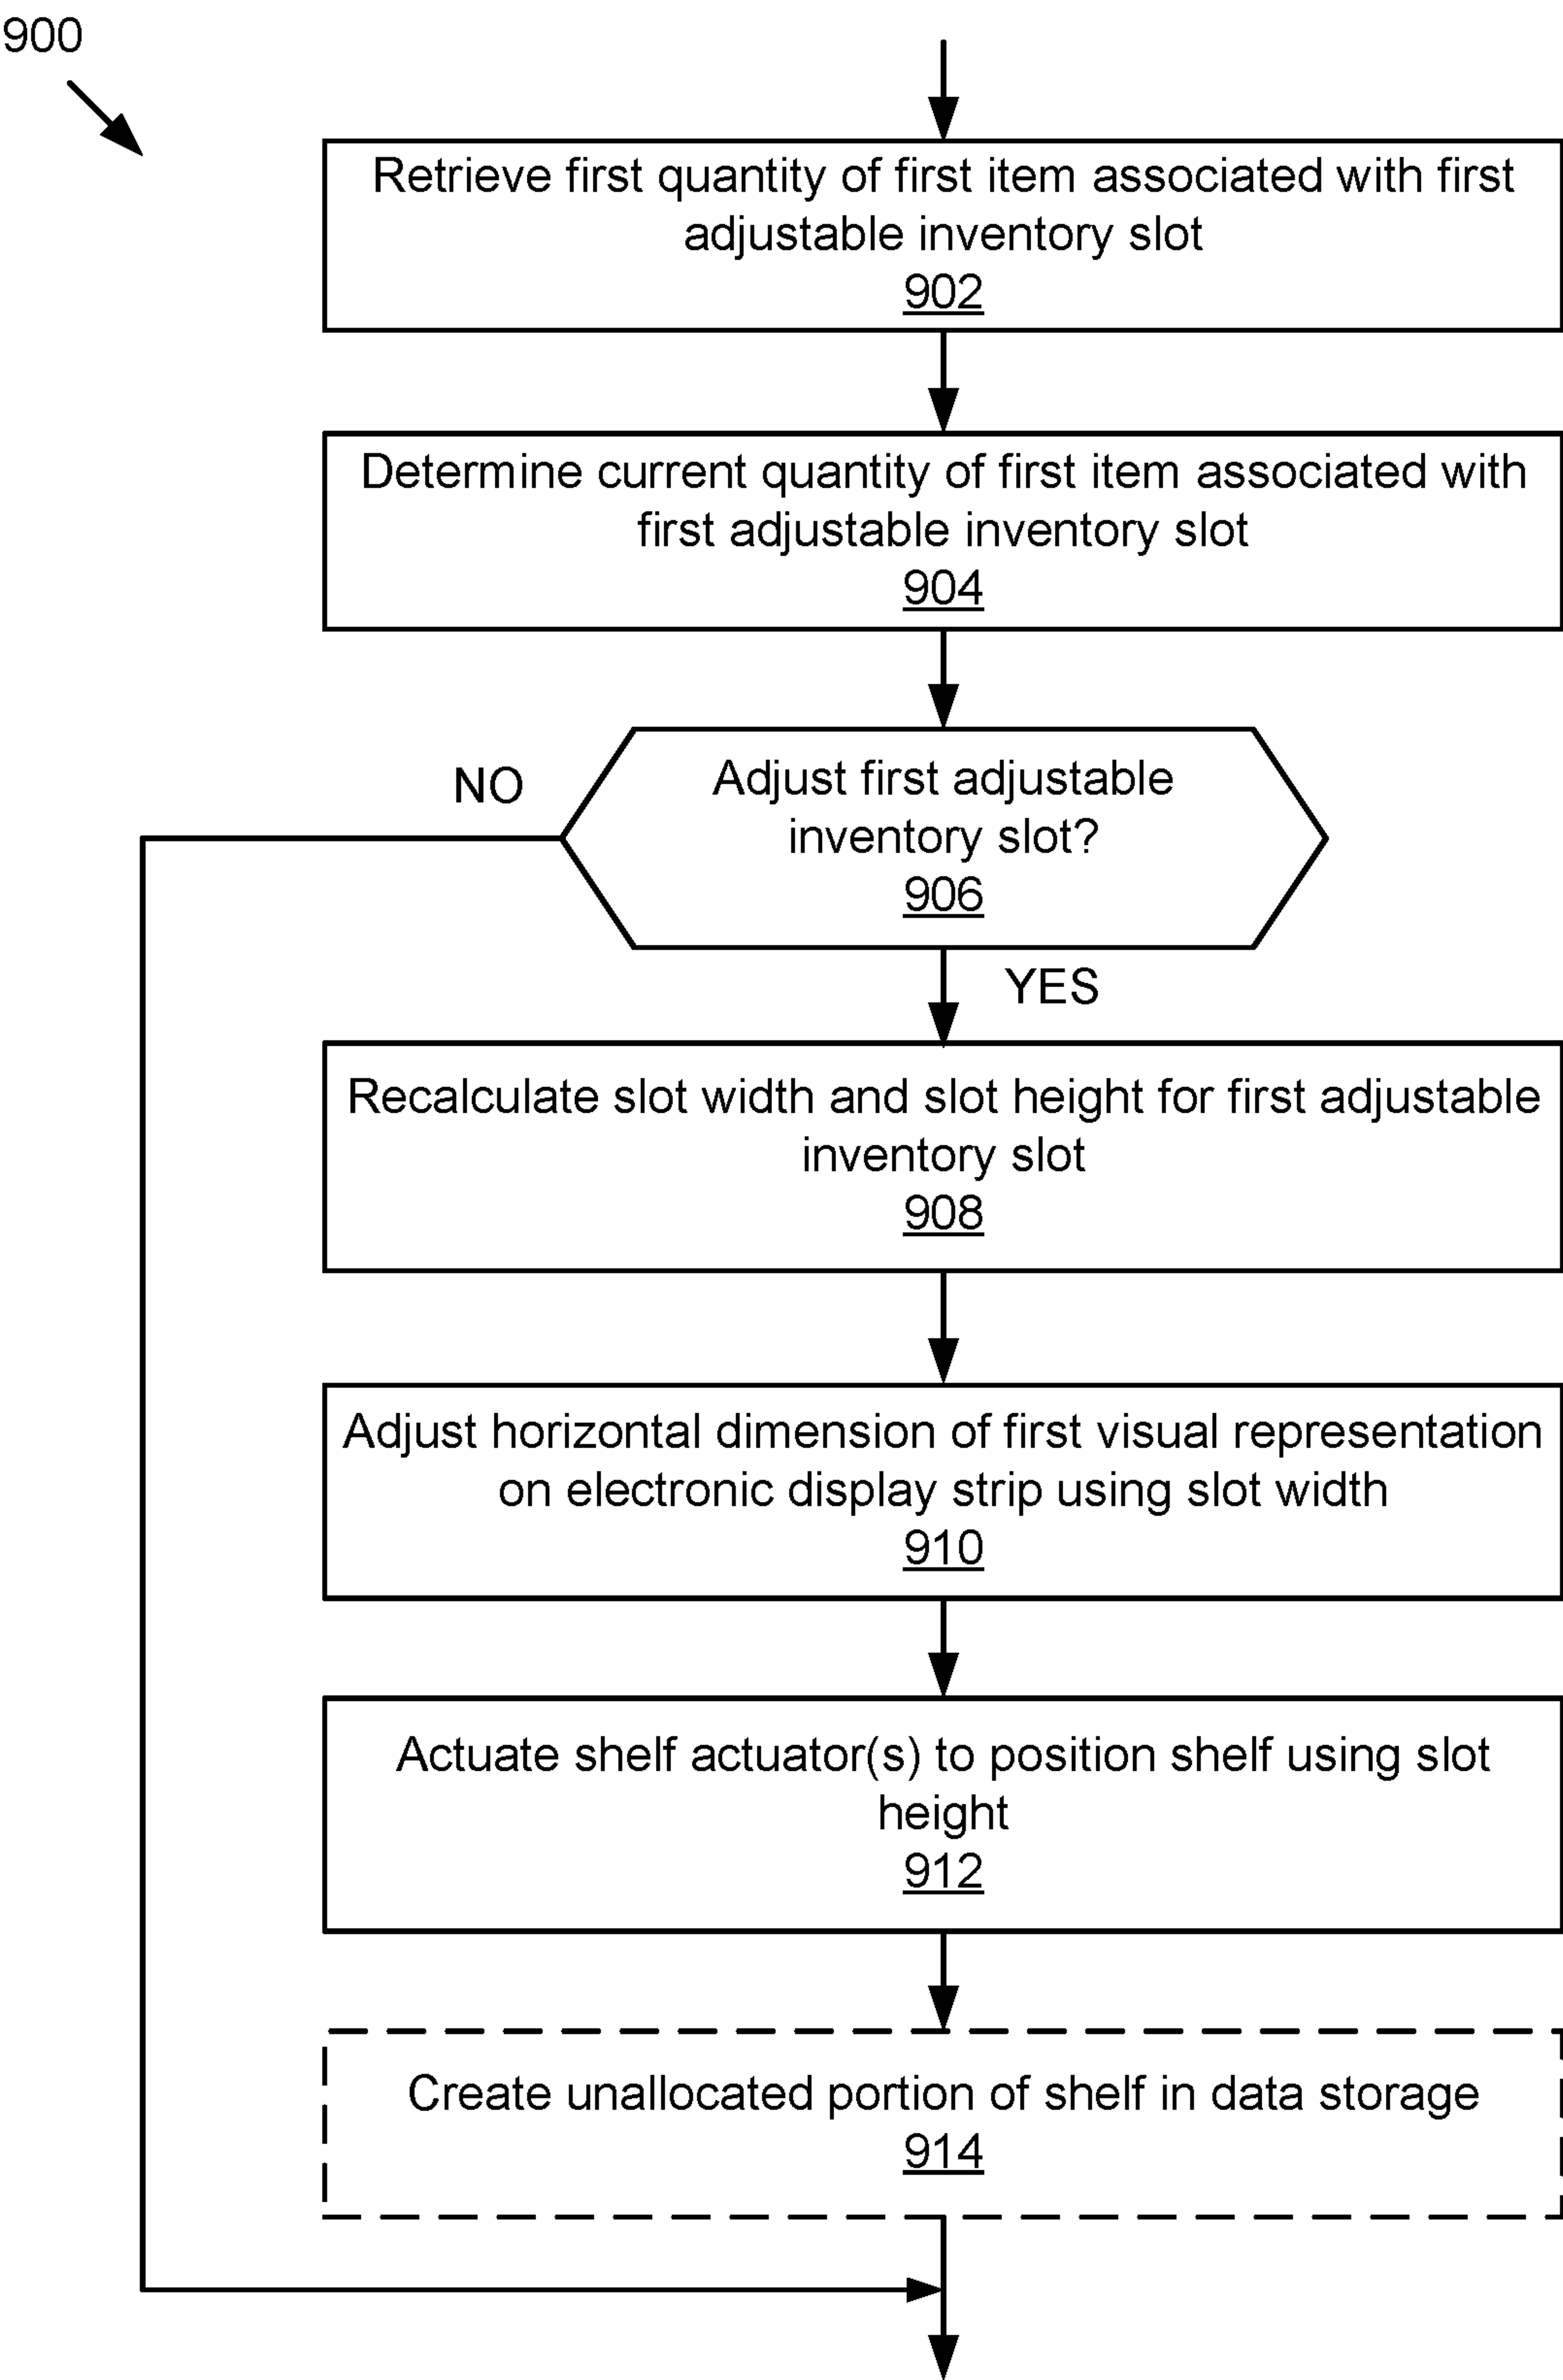 900
Retrieve first quantity of first item associated with first
adjustable inventory slot
902
Determine current quantity of first item associated with
first adjustable inventory slot
904
NO
Adjust first adjustable
inventory slot?
906
YES
Recalculate slot width and slot height for first adjustable
inventory slot
908
Adjust horizontal dimension of first visual representation
on electronic display strip using slot width
910
Actuate shelf actuator(s) to position shelf using slot
height
912
Create unallocated portion of shelf in data storage
914